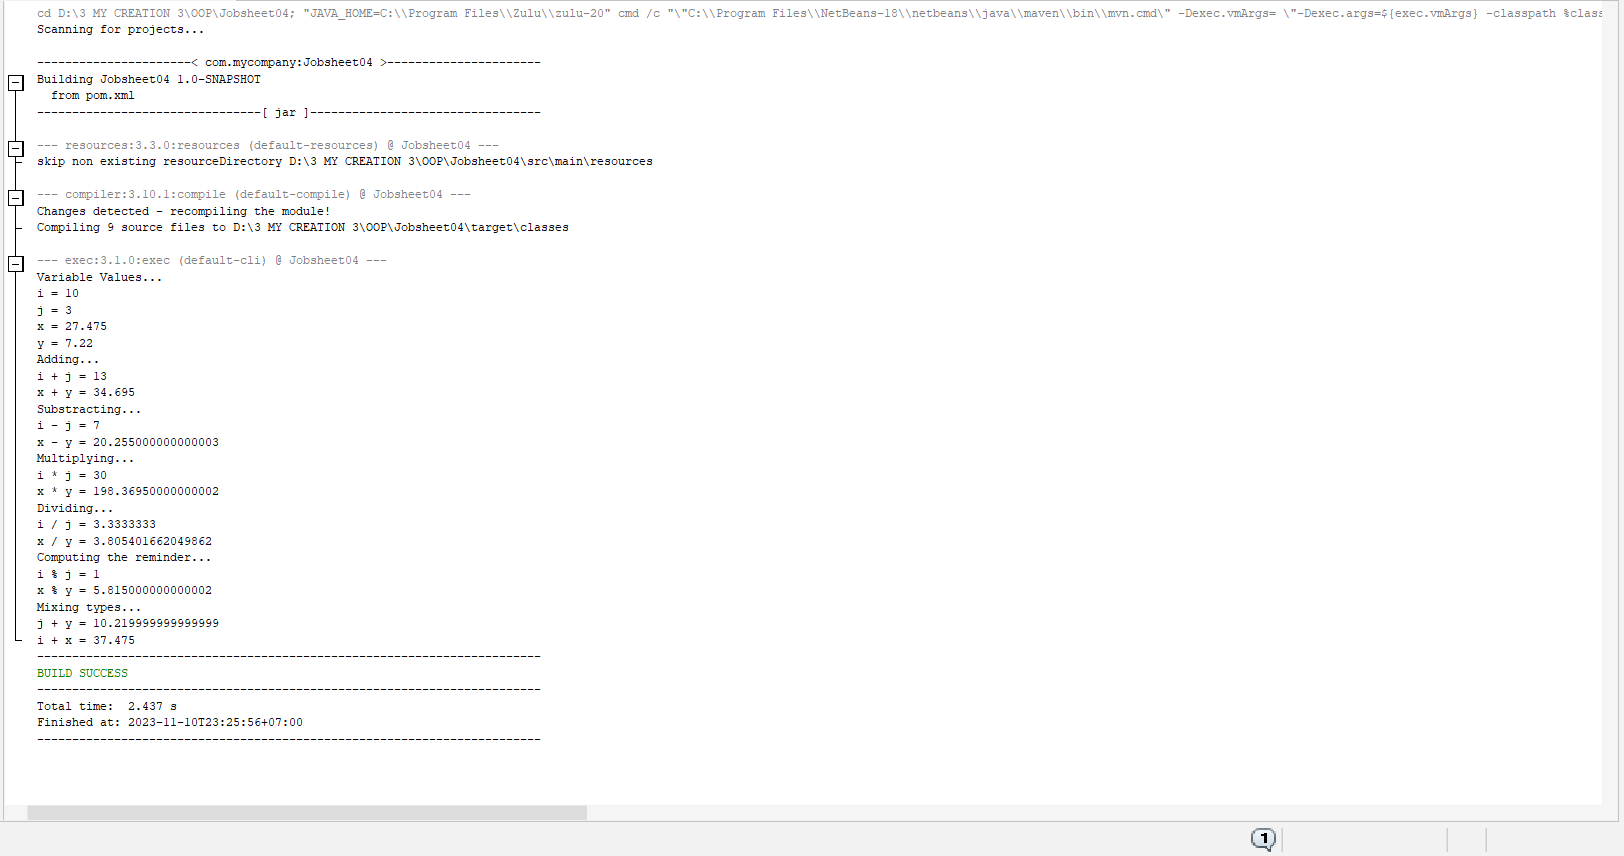 cd D:\3 MY CREATION 3\OOP\Jobsheet04; "JAVA_HOME=C:\\Program Files\\Zulu\\zulu-20" cmd /c "\"C:\\Program Files\\NetBeans-18\\netbeans\\java\\maven\\bin\\mvn.cmd\" -Dexec.vmArgs= \"-Dexec.args=${exec.vmArgs} -classpath %class
Scanning for projects...
----------------------< com.mycompany:Jobsheet04 >----------------------
Building Jobsheet04 1.0-SNAPSHOT
  from pom.xml
--------------------------------[ jar ]---------------------------------
--- resources:3.3.0:resources (default-resources) @ Jobsheet04 ---
skip non existing resourceDirectory D:\3 MY CREATION 3\OOP\Jobsheet04\src\main\resources
--- compiler:3.10.1:compile (default-compile) @ Jobsheet04 ---
Changes detected - recompiling the module!
Compiling 9 source files to D:\3 MY CREATION 3\OOP\Jobsheet04\target\classes
--- exec:3.1.0:exec (default-cli) @ Jobsheet04 ---
Variable Values...
i = 10
j = 3
x = 27.475
y = 7.22
Adding...
i + j = 13
x + y = 34.695
Substracting...
i - j = 7
x - y = 20.255000000000003
Multiplying...
i * j = 30
x * y = 198.36950000000002
Dividing...
i / j = 3.3333333
x / y = 3.805401662049862
Computing the reminder...
i % j = 1
x % y = 5.815000000000002
Mixing types...
j + y = 10.219999999999999
i + x = 37.475
------------------------------------------------------------------------
BUILD SUCCESS
------------------------------------------------------------------------
Total time:  2.437 s
Finished at: 2023-11-10T23:25:56+07:00
------------------------------------------------------------------------
1